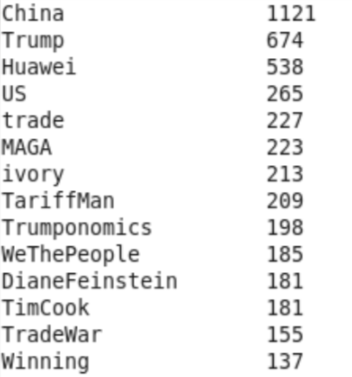 China 1121
Trump 674
Huawei 538
US 265
trade 227
MAGA 223
ivory 213
TariffMan 209
Trumponomics 198
WeThePeople 185
DianeFeinstein 181
TimCook 181
TradeWar 155
Winning 137